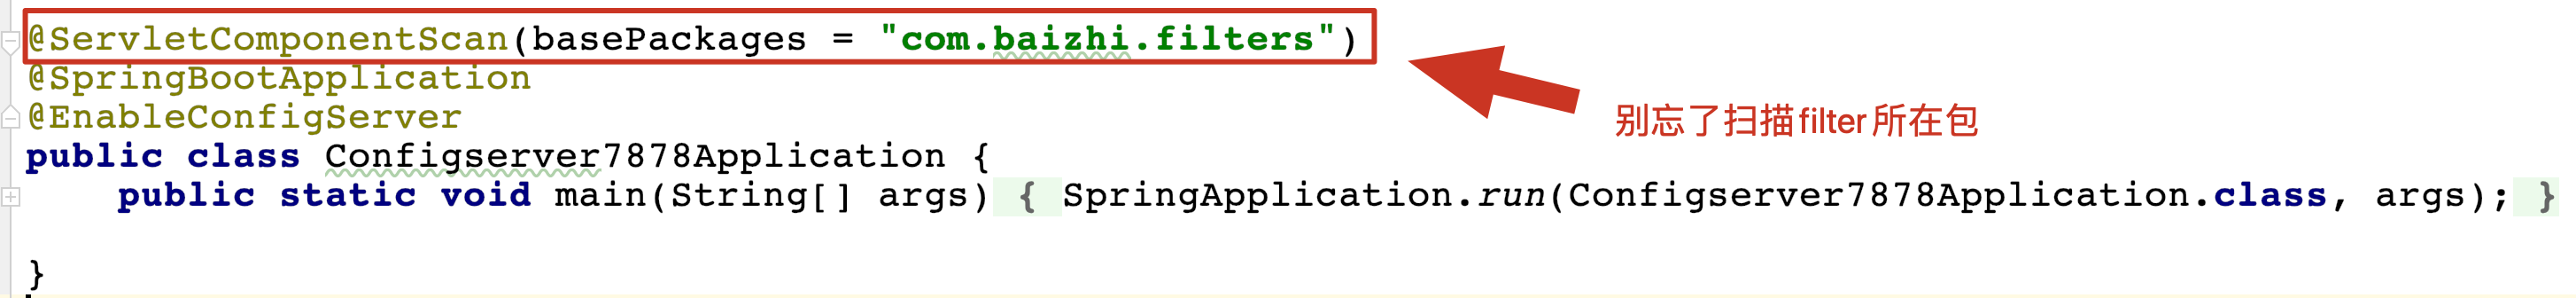 @ServletComponentScan(basePackages = "com.baizhi.filters")
@SpringBootApplication
别忘了扫描filter所在包
@EnableConfigServer
public class Configserver7878Application {
public static void main(String[] args) { SpringApplication.run(Configserver7878Application.class, args); }
}